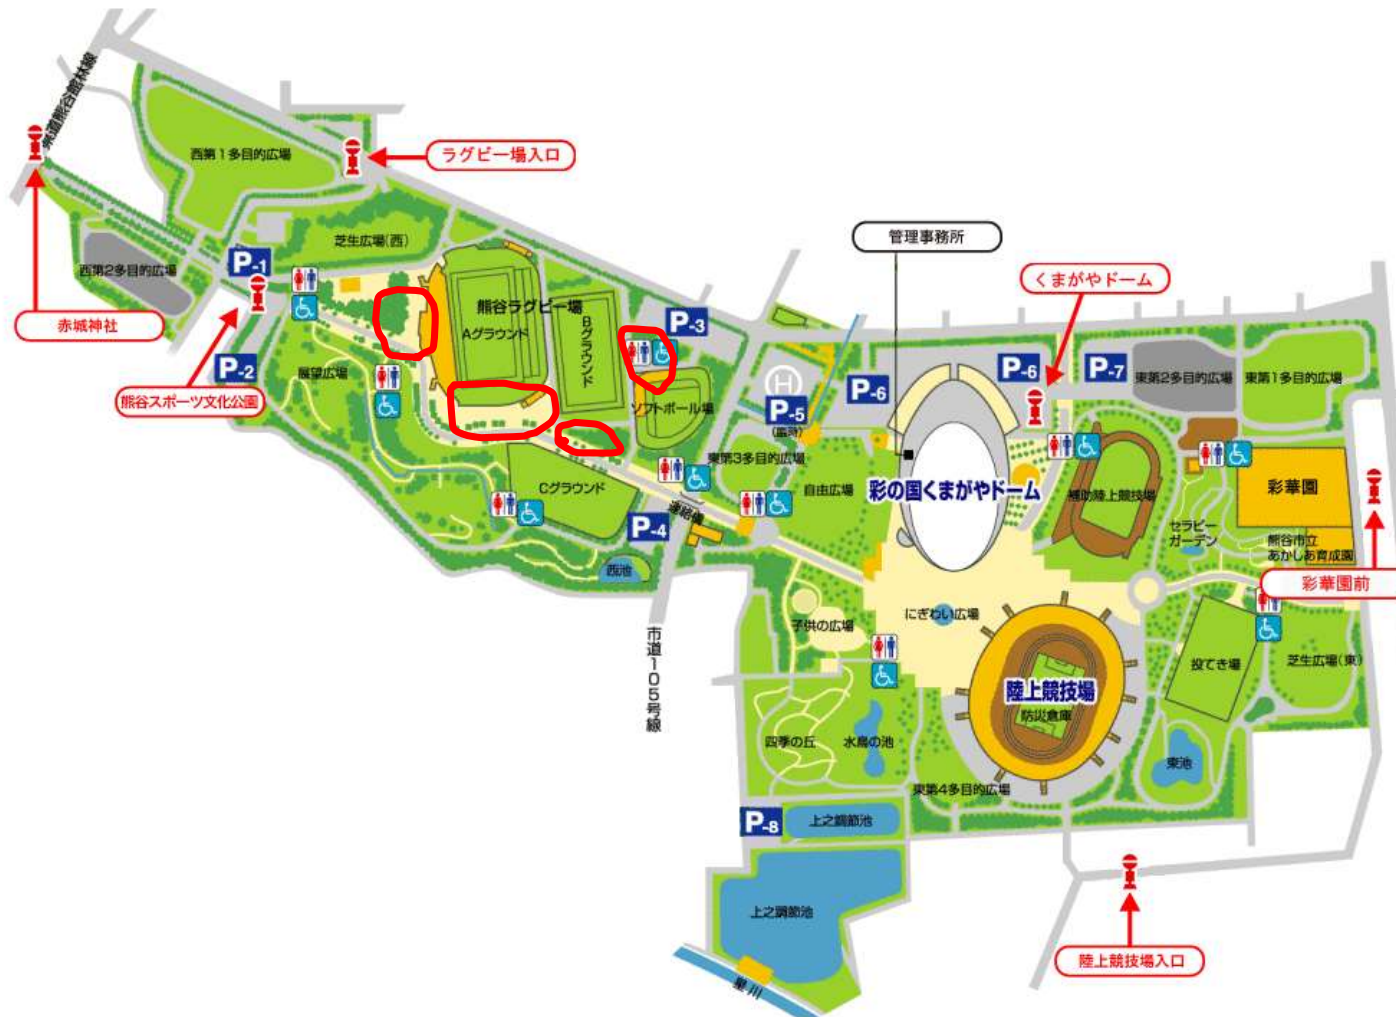 県道熊谷館林線
西第1多目的広場
ラグビー場入口
芝生広場(西)
西第2多目的広場
P-1
赤城神社
P-2
熊谷スポーツ文化公園
展望広場
熊谷ラグビー場
Aグラウンド
Bグラウンド
P-3
ソフトボール場
Cグラウンド
P-4
連絡橋
西池
市道105号線
管理事務所
くまがやドーム
H
P-5
(臨時)
P-6
P-6
P-7
東第2多目的広場
東第1多目的広場
東第3多目的広場
自由広場
彩の国くまがやドーム
補助陸上競技場
彩華園
セラピー
ガーデン
熊谷市立
あかしあ育成園
彩華園前
子供の広場
にぎわい広場
陸上競技場
防災倉庫
投てき場
芝生広場(東)
四季の丘
水鳥の池
東池
東第4多目的広場
P-8
上之調節池
上之調節池
星川
陸上競技場入口